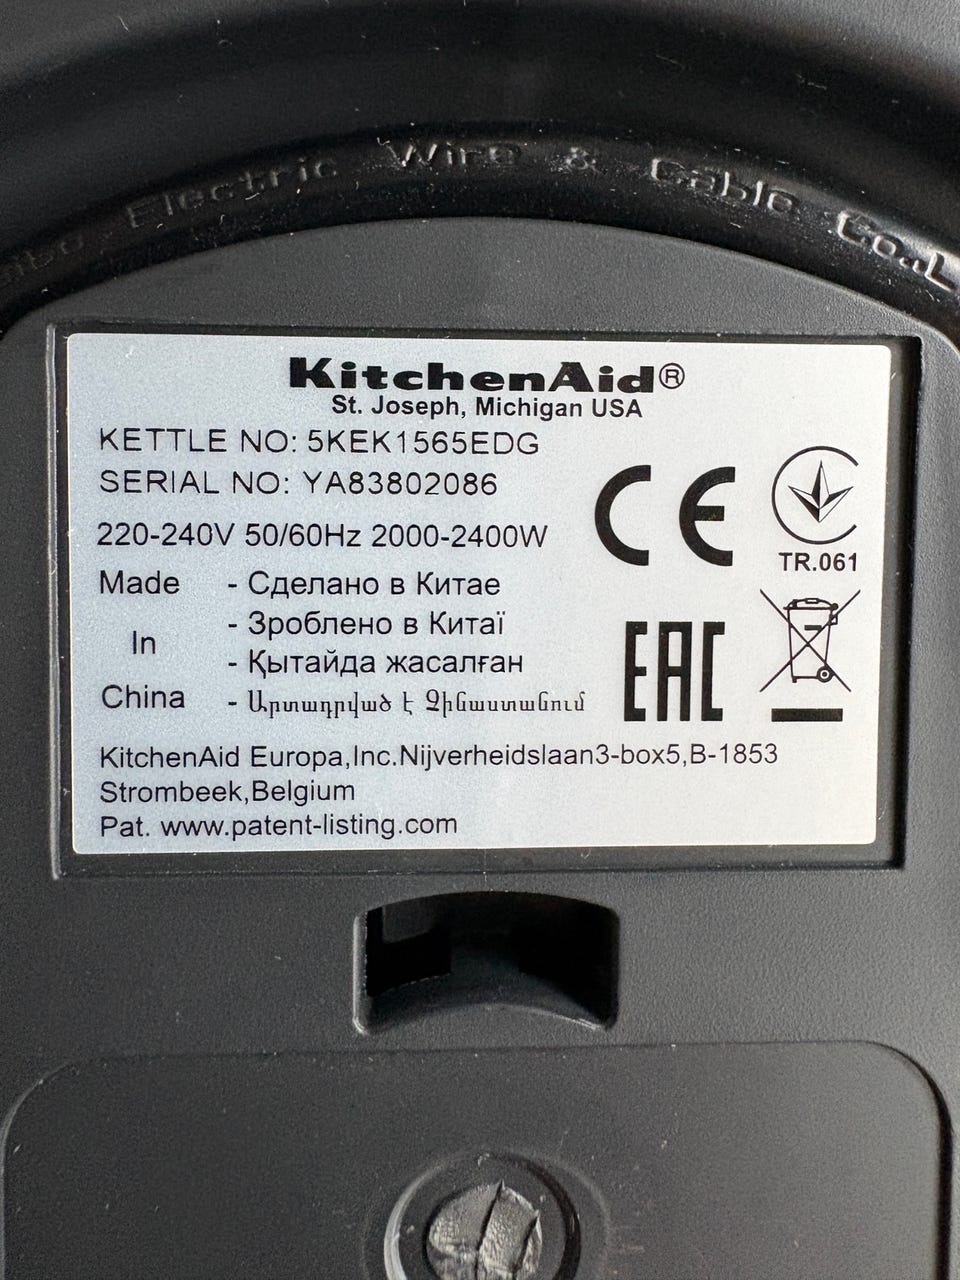 Electric Wire & Cable Co.,L
KitchenAid®
St. Joseph, Michigan USA
KETTLE NO: 5KEK1565EDG
SERIAL NO: YA83802086
220-240V 50/60Hz 2000-2400W
CE
TR.061
Made - Сделано в Китае
- Зроблено в Китаї
In
- Қытайда жасалған
China - Արտադրված է Չինաստանում
EAC
KitchenAid Europa,Inc.Nijverheidslaan3-box5,B-1853
Strombeek,Belgium
Pat. www.patent-listing.com